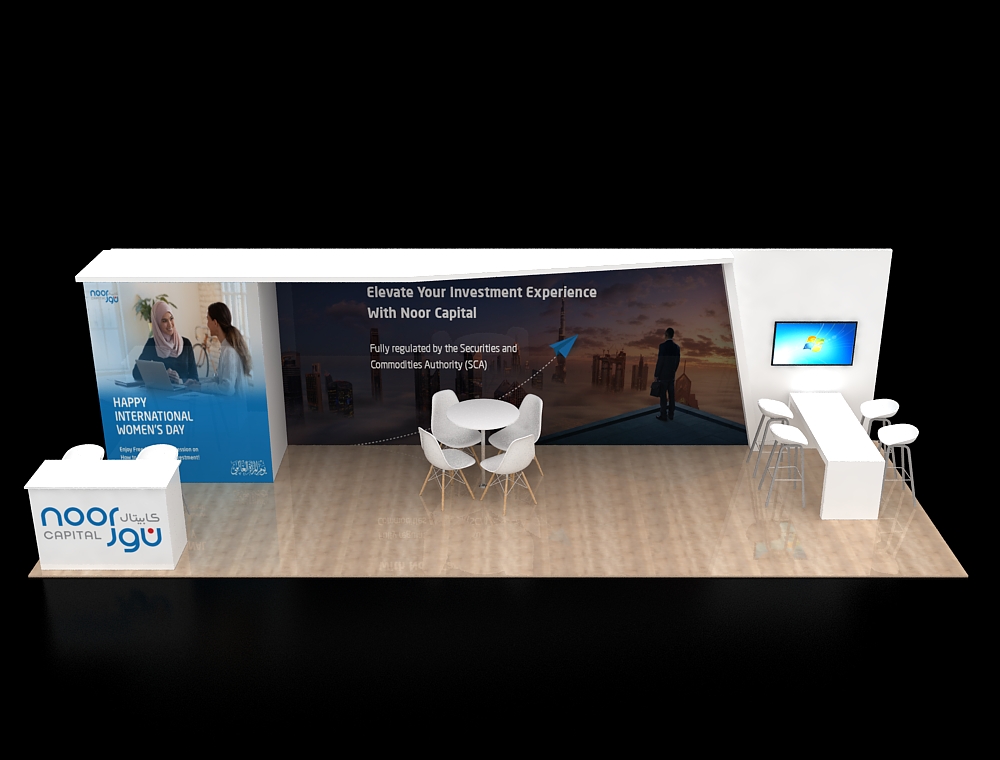 noor
نور
HAPPY
INTERNATIONAL
WOMEN'S DAY
Elevate Your Investment Experience
With Noor Capital
Fully regulated by the Securities and
Commodities Authority (SCA)
noor كابيتال
CAPITAL نور